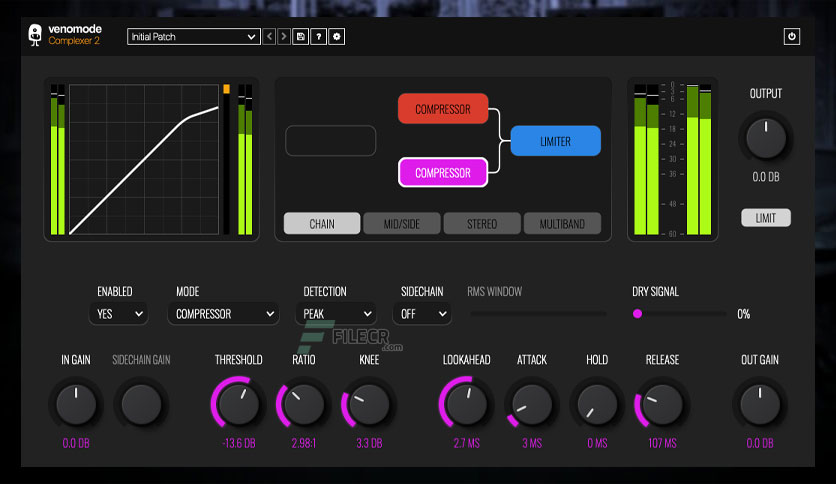 venomode
Complexer 2
Initial Patch
?
COMPRESSOR
LIMITER
COMPRESSOR
CHAIN
MID/SIDE
STEREO
MULTIBAND
0
3
6
12
18
24
30
36
48
60
OUTPUT
0.0 DB
LIMIT
ENABLED
MODE
DETECTION
SIDECHAIN
RMS WINDOW
DRY SIGNAL
YES
COMPRESSOR
PEAK
OFF
0%
FILECR
.com
IN GAIN
SIDECHAIN GAIN
THRESHOLD
RATIO
KNEE
LOOKAHEAD
ATTACK
HOLD
RELEASE
OUT GAIN
0.0 DB
-13.6 DB
2.98:1
3.3 DB
2.7 MS
3 MS
0 MS
107 MS
0.0 DB